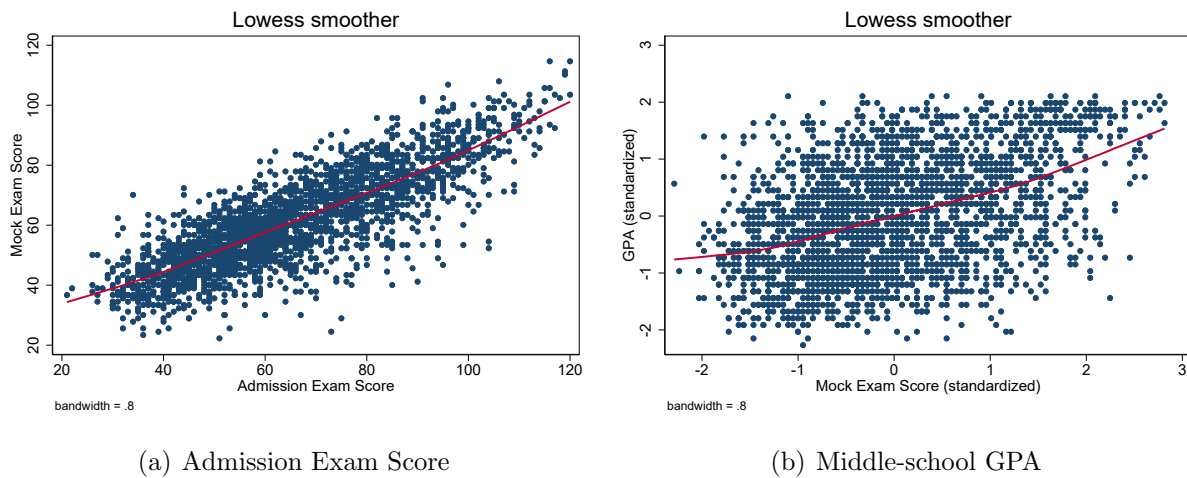 Lowess smoother
Mock Exam Score
120
100
80
60
40
20
20 40 60 80 100 120
Admission Exam Score
bandwidth = .8
(a) Admission Exam Score
Lowess smoother
GPA (standardized)
3
2
1
0
-1
-2
-2 -1 0 1 2 3
Mock Exam Score (standardized)
bandwidth = .8
(b) Middle-school GPA